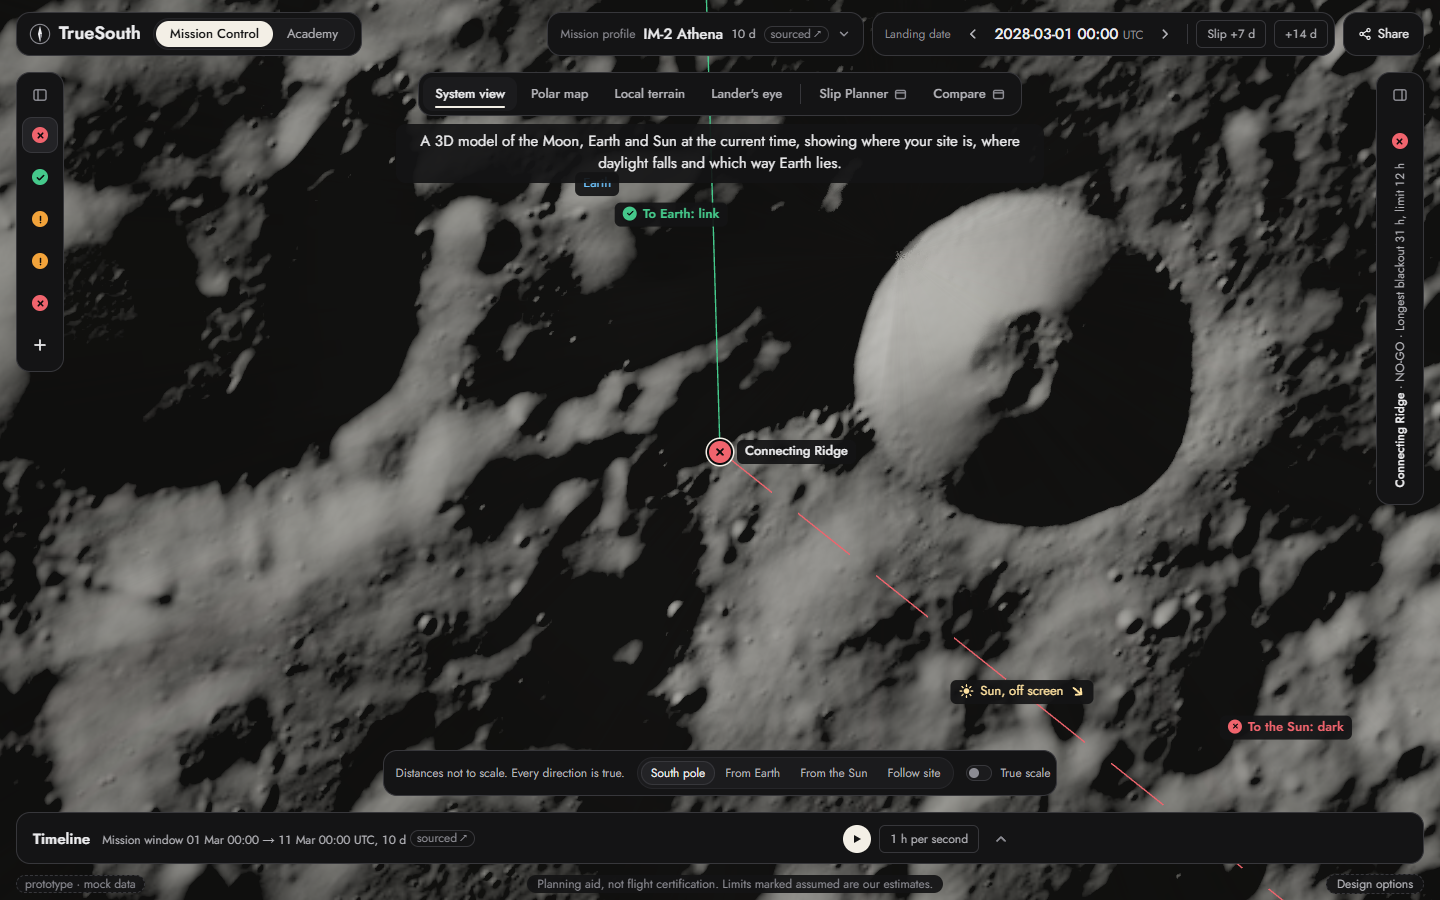 TrueSouth
Mission Control
Academy
Mission profile IM-2 Athena 10 d sourced ↗
Landing date 2028-03-01 00:00 UTC
Slip +7 d
+14 d
Share
System view
Polar map
Local terrain
Lander's eye
Slip Planner
Compare
A 3D model of the Moon, Earth and Sun at the current time, showing where your site is, where
daylight falls and which way Earth lies.
Earth
To Earth: link
Connecting Ridge · NO-GO · Longest blackout 31 h, limit 12 h
Connecting Ridge
Sun, off screen ↘
To the Sun: dark
Distances not to scale. Every direction is true.
South pole
From Earth
From the Sun
Follow site
True scale
Timeline
Mission window 01 Mar 00:00 → 11 Mar 00:00 UTC, 10 d sourced ↗
1 h per second
prototype · mock data
Planning aid, not flight certification. Limits marked assumed are our estimates.
Design options